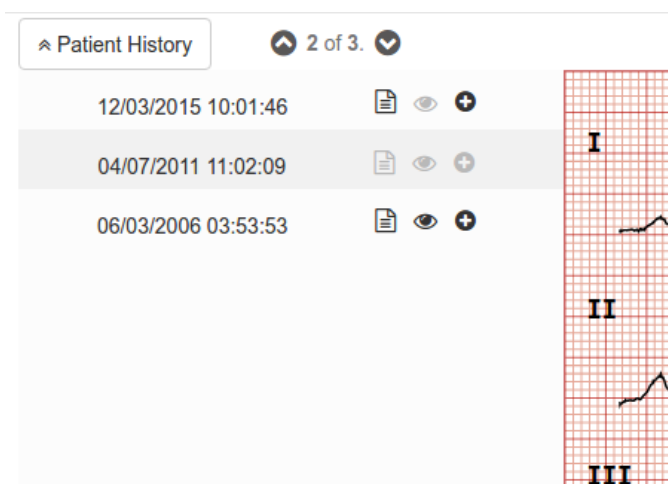 Patient History
2 of 3.
12/03/2015 10:01:46
I
04/07/2011 11:02:09
06/03/2006 03:53:53
II
III